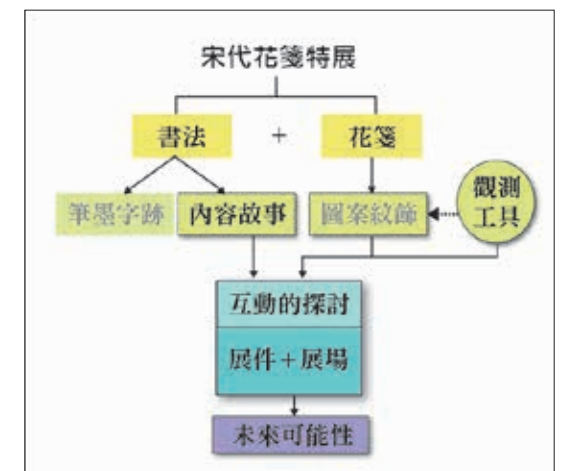 宋代花箋特展
書法
+
花箋
筆墨字跡
內容故事
圖案紋飾
觀測
工具
互動的探討
展件+展場
未來可能性